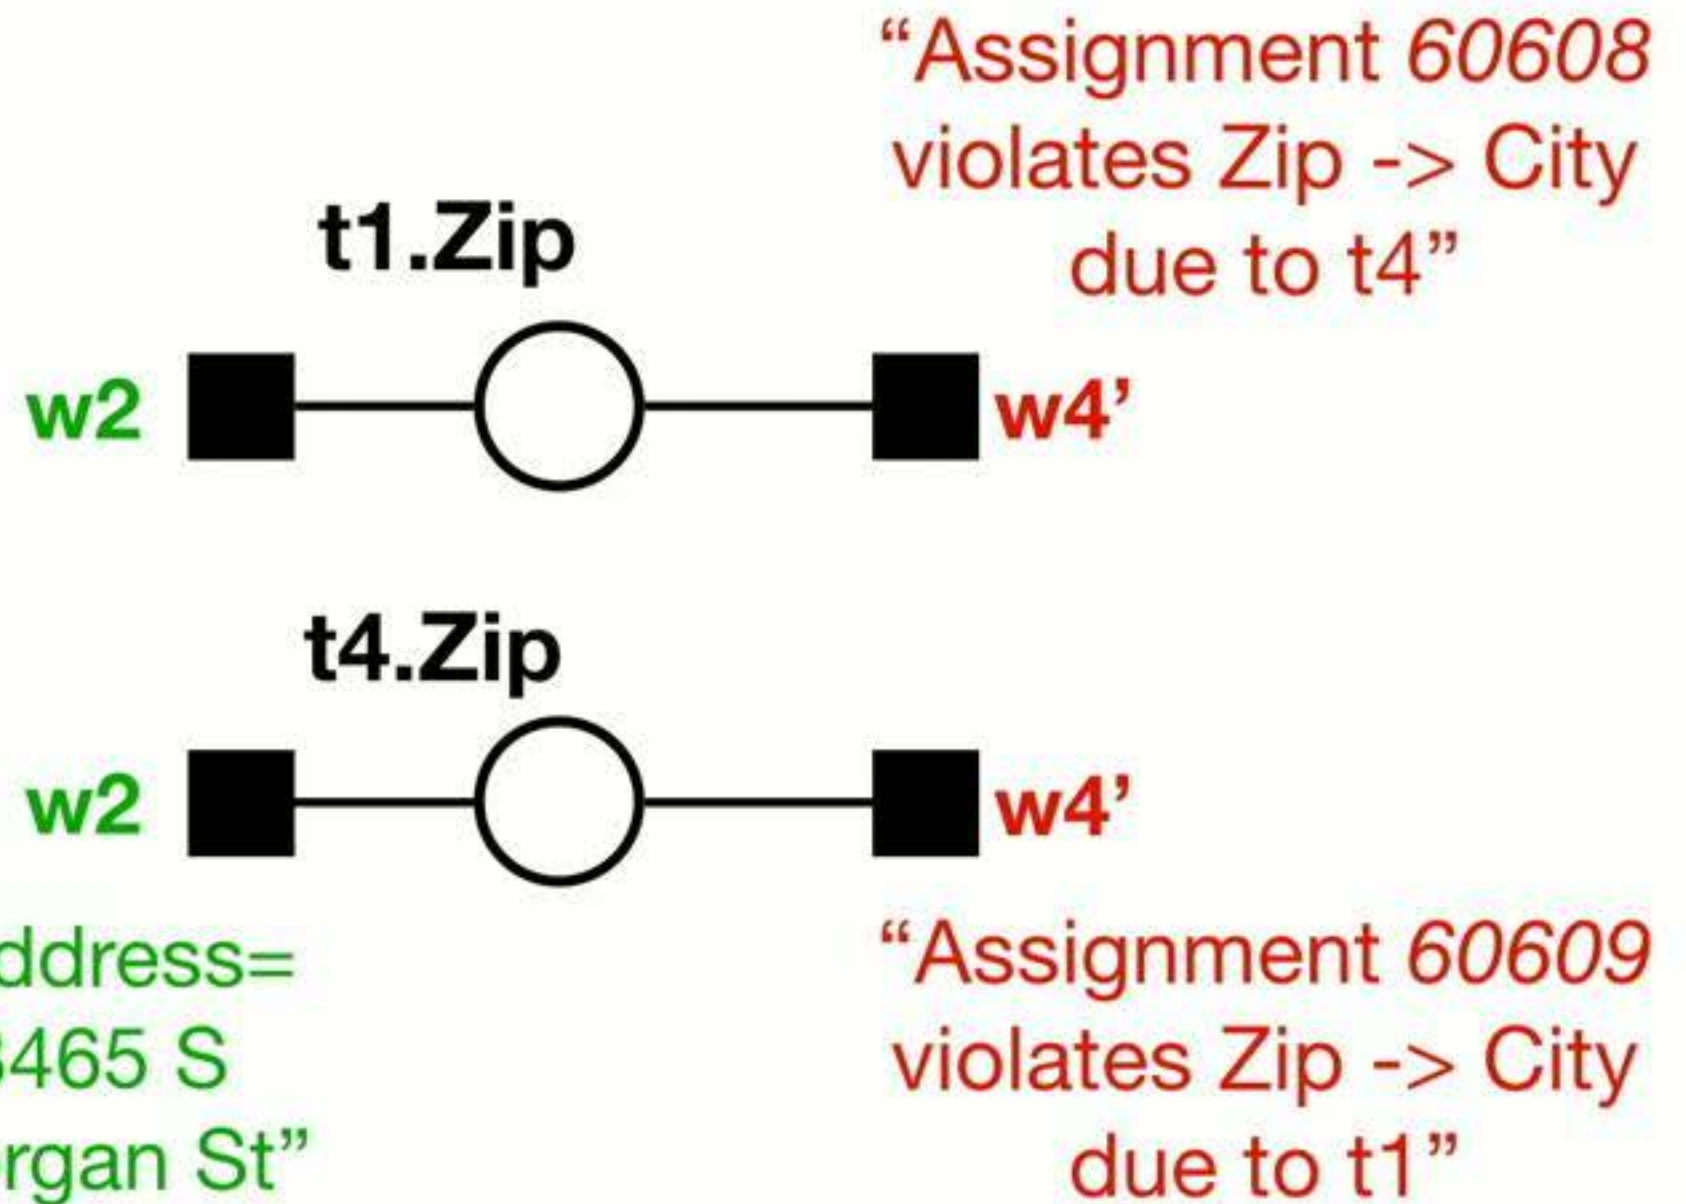 “Assignment 60608
violates Zip -> City
due to t4”
t1.Zip
w2
w4’
t4.Zip
w2
w4’
ddress=
3465 S
rgan St”
“Assignment 60609
violates Zip -> City
due to t1”